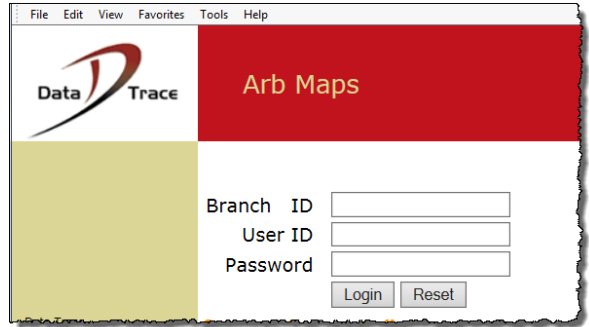 File Edit View Favorites Tools Help
Data Trace
Arb Maps
Branch ID
User ID
Password
Login Reset